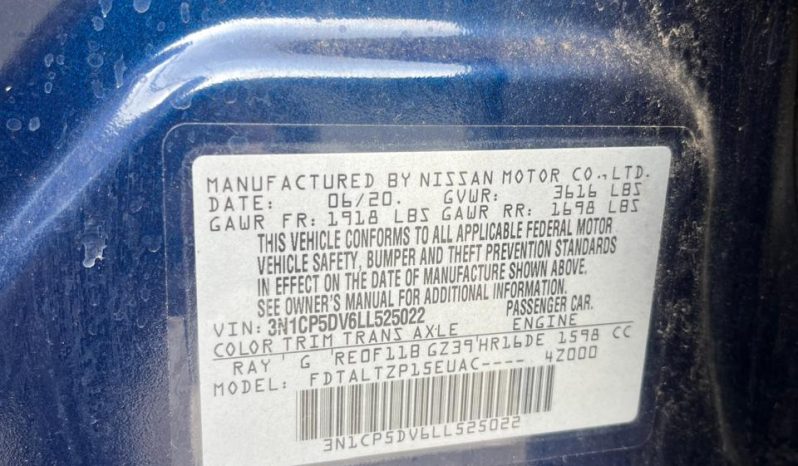 MANUFACTURED BY NISSAN MOTOR CO., LTD.
DATE: 06/20. GVWR: 3616 LBS
GAWR FR: 1918 LBS GAWR RR: 1698 LBS
THIS VEHICLE CONFORMS TO ALL APPLICABLE FEDERAL MOTOR
VEHICLE SAFETY, BUMPER AND THEFT PREVENTION STANDARDS
IN EFFECT ON THE DATE OF MANUFACTURE SHOWN ABOVE.
SEE OWNER'S MANUAL FOR ADDITIONAL INFORMATION.
VIN: 3N1CP5DV6LL525022 PASSENGER CAR.
COLOR TRIM TRANS AXLE ENGINE
RAY G RE0F11B GZ39 HR16DE 1598 CC
MODEL: FDTALTZP15EUAC---- 4Z000
3N1CP5DV6LL525022